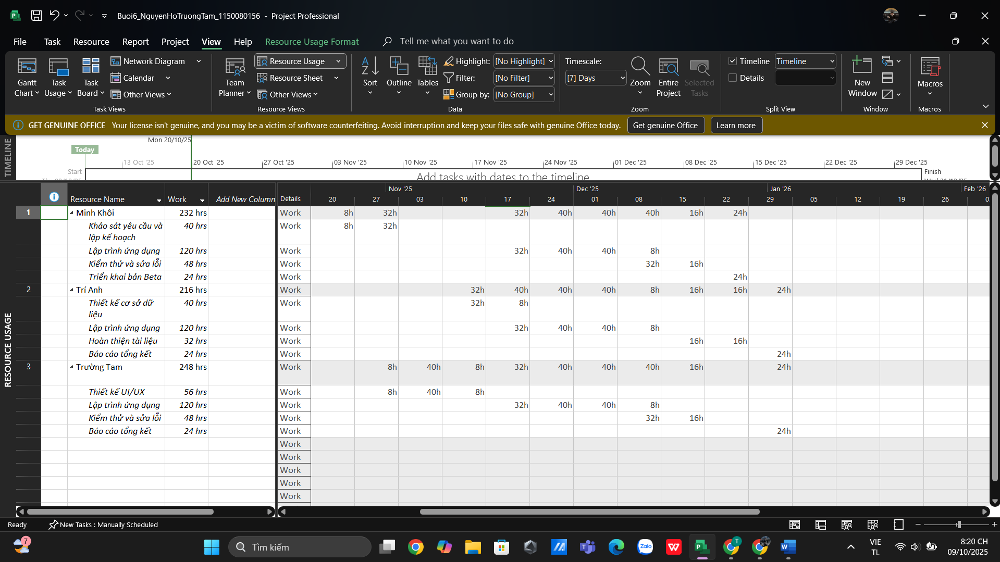 Buoi6_NguyenHoTruongTam_1150080156 - Project Professional
File Task Resource Report Project View Help Resource Usage Format Tell me what you want to do
Gantt Chart
Task Usage
Task Board
Network Diagram
Calendar
Other Views
Task Views
Team Planner
Resource Usage
Resource Sheet
Other Views
Resource Views
Sort
Outline
Tables
Highlight: [No Highlight]
Filter: [No Filter]
Group by: [No Group]
Data
Timescale:
[7] Days
Zoom
Entire Project
Selected Tasks
Zoom
Timeline Timeline
Details
Split View
New Window
Window
Macros
Macros
GET GENUINE OFFICE Your license isn't genuine, and you may be a victim of software counterfeiting. Avoid interruption and keep your files safe with genuine Office today. Get genuine Office Learn more
TIMELINE
Mon 20/10/25
Today
13 Oct '25 20 Oct '25 27 Oct '25 03 Nov '25 10 Nov '25 17 Nov '25 24 Nov '25 01 Dec '25 08 Dec '25 15 Dec '25 22 Dec '25 29 Dec '25
Start
Add tasks with dates to the timeline
Finish
Wed 31/12/25
RESOURCE USAGE
Nov '25 Dec '25 Jan '26 Feb '26
Resource Name Work Add New Column Details 20 27 03 10 17 24 01 08 15 22 29 05 12 19 26
1 Minh Khôi 232 hrs Work 8h 32h 32h 40h 40h 40h 16h 24h
Khảo sát yêu cầu và lập kế hoạch 40 hrs Work 8h 32h
Lập trình ứng dụng 120 hrs Work 32h 40h 40h 8h
Kiểm thử và sửa lỗi 48 hrs Work 32h 16h
Triển khai bản Beta 24 hrs Work 24h
2 Trí Anh 216 hrs Work 32h 40h 40h 40h 8h 16h 16h 24h
Thiết kế cơ sở dữ liệu 40 hrs Work 32h 8h
Lập trình ứng dụng 120 hrs Work 32h 40h 40h 8h
Hoàn thiện tài liệu 32 hrs Work 16h 16h
Báo cáo tổng kết 24 hrs Work 24h
3 Trường Tam 248 hrs Work 8h 40h 8h 32h 40h 40h 40h 16h 24h
Thiết kế UI/UX 56 hrs Work 8h 40h 8h
Lập trình ứng dụng 120 hrs Work 32h 40h 40h 8h
Kiểm thử và sửa lỗi 48 hrs Work 32h 16h
Báo cáo tổng kết 24 hrs Work 24h
Work
Work
Work
Work
Work
Ready New Tasks : Manually Scheduled
7
Tìm kiếm
Zalo
T
VIE
TL
8:20 CH
09/10/2025